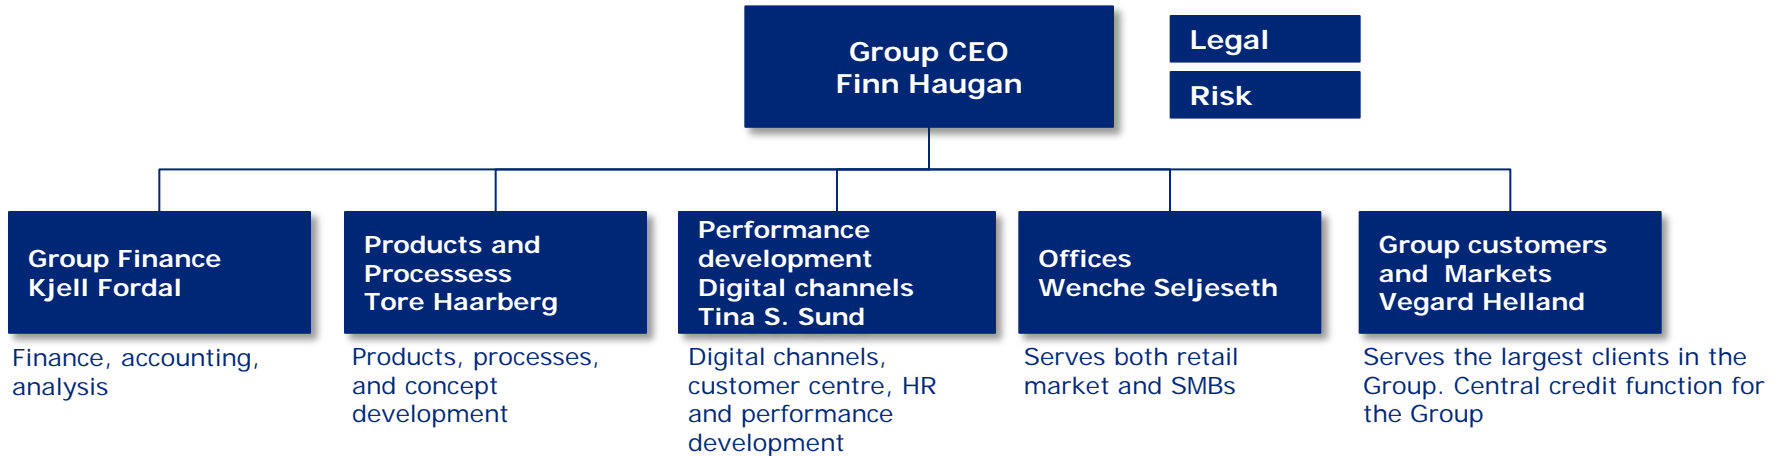 Group CEO
Finn Haugan
Legal
Risk
Group Finance
Kjell Fordal
Finance, accounting,
analysis
Products and
Processess
Tore Haarberg
Products, processes,
and concept
development
Performance
development
Digital channels
Tina S. Sund
Digital channels,
customer centre, HR
and performance
development
Offices
Wenche Seljeseth
Serves both retail
market and SMBs
Group customers
and Markets
Vegard Helland
Serves the largest clients in the
Group. Central credit function for
the Group